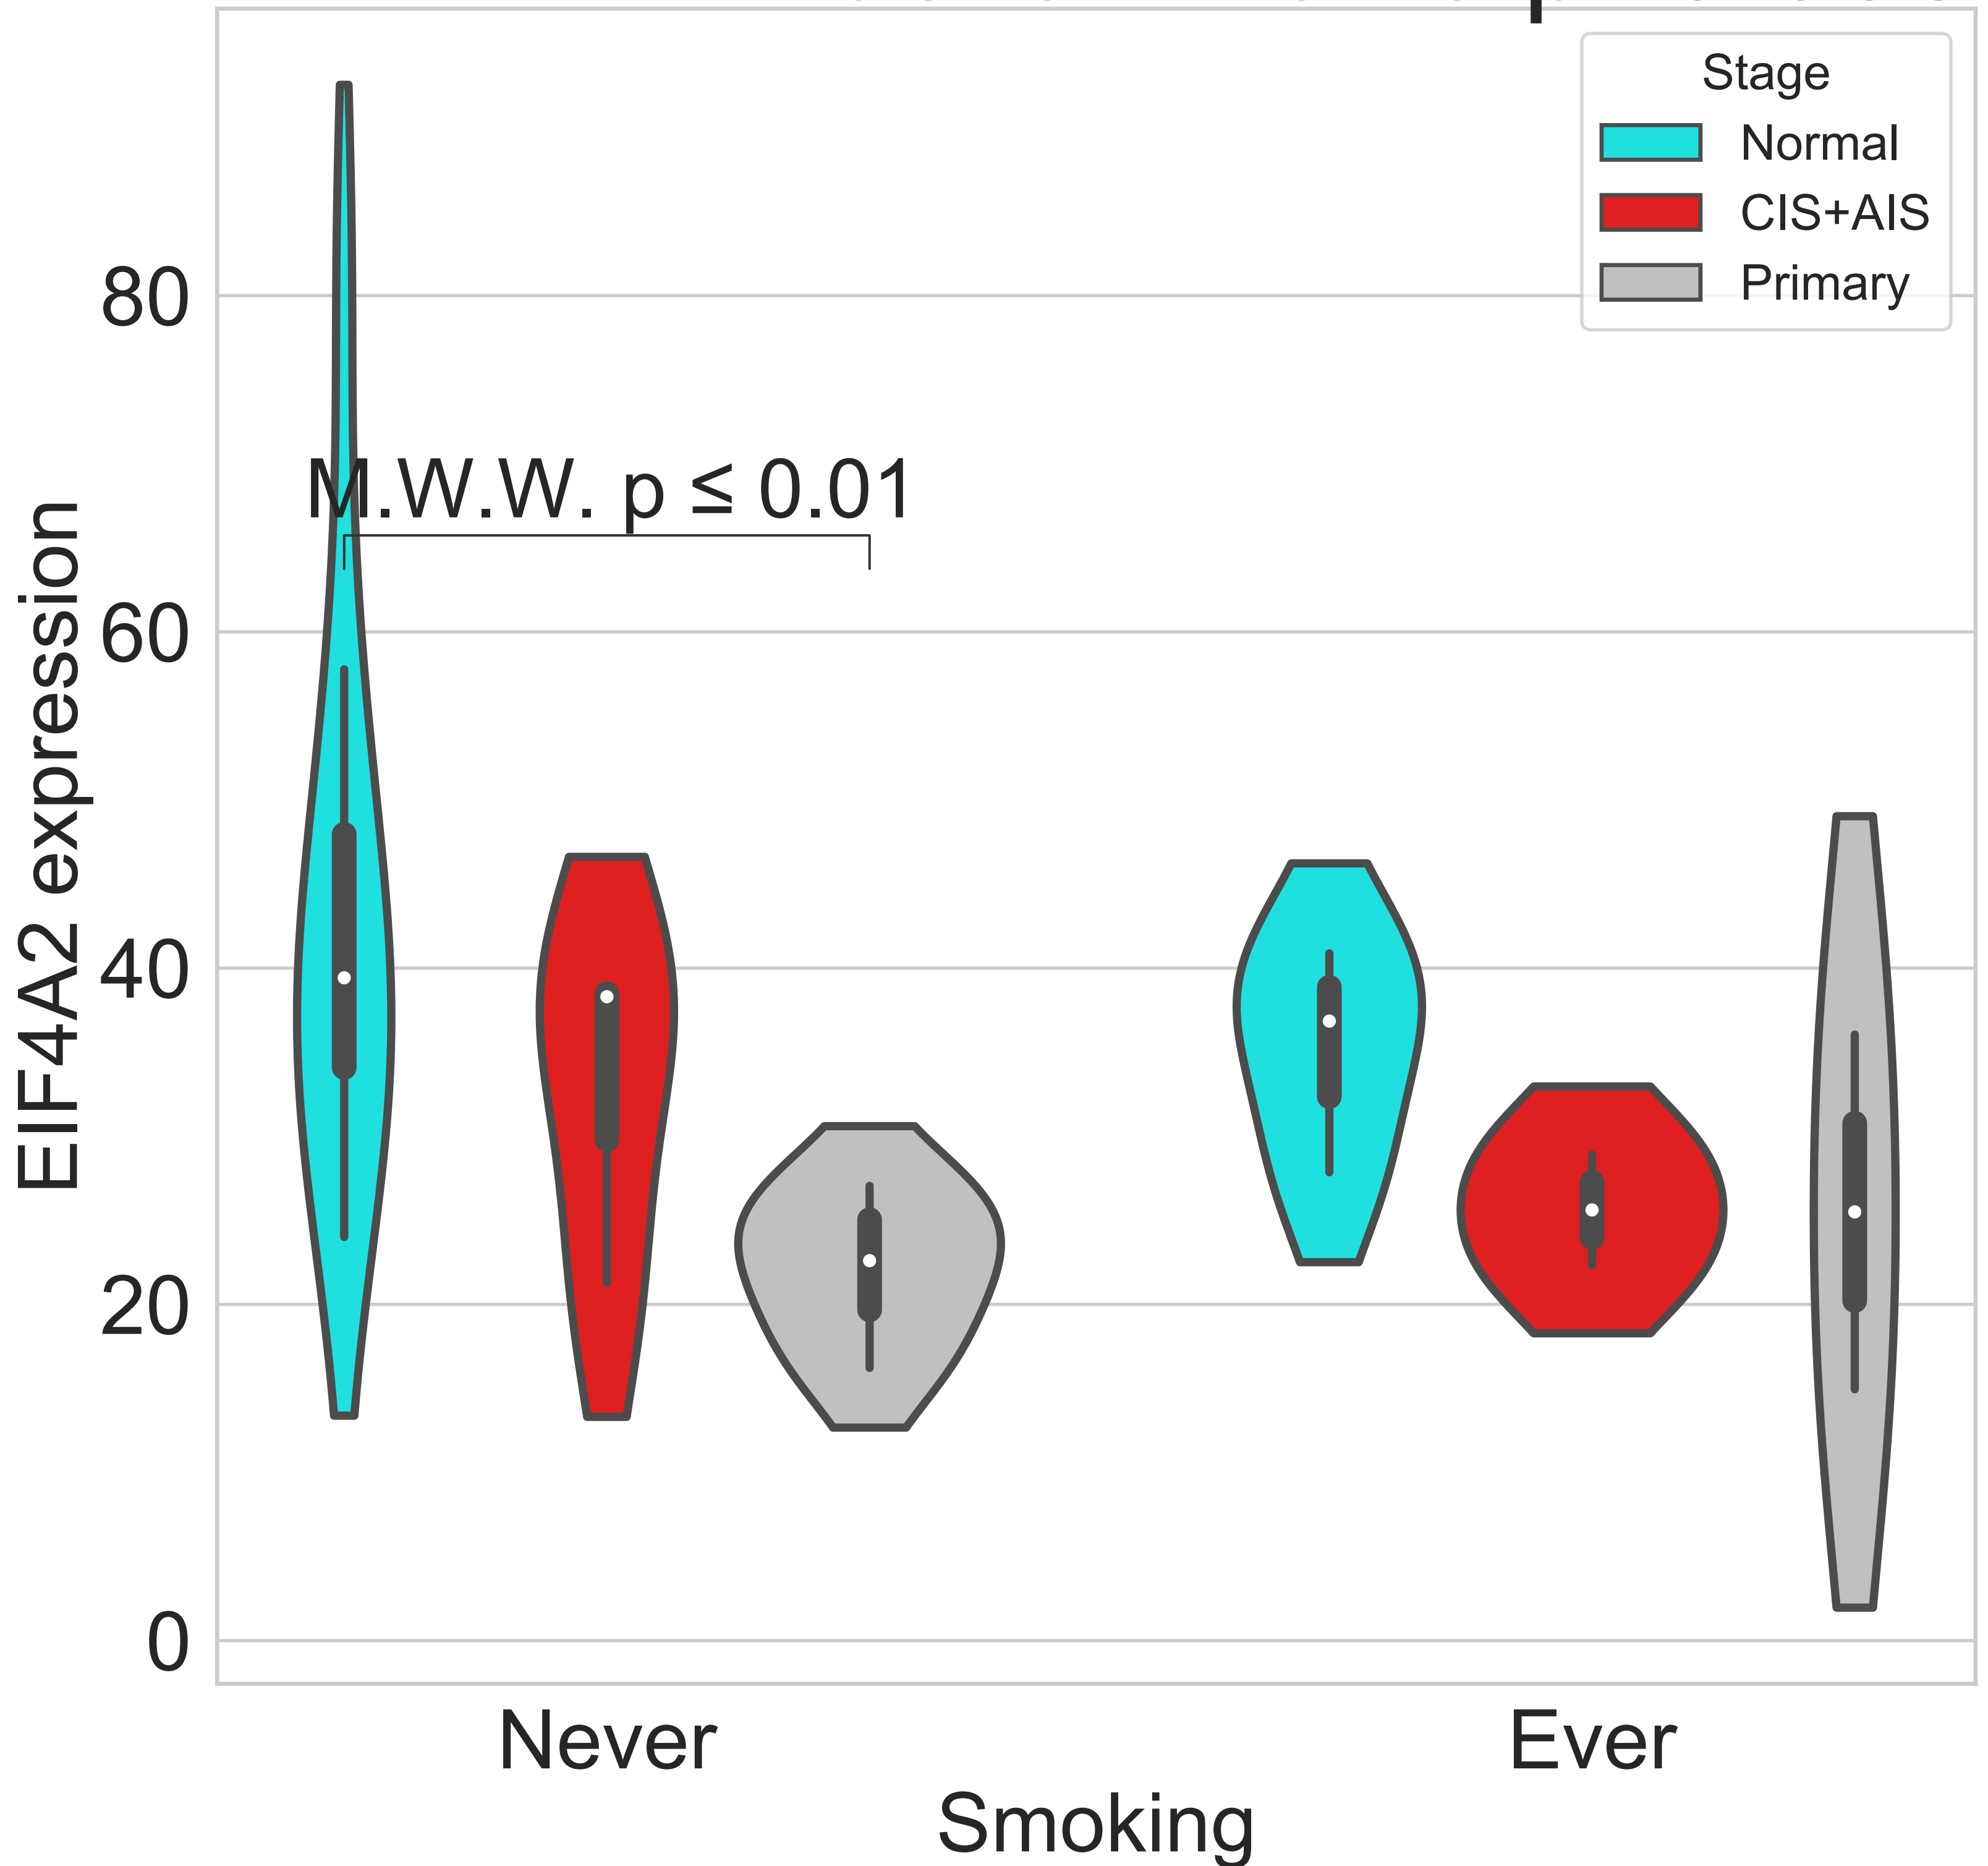 Stage
Normal
CIS+AIS
Primary
80
M.W.W. p ≤ 0.01
60
40
20
0
EIF4A2 expression
Never
Ever
Smoking